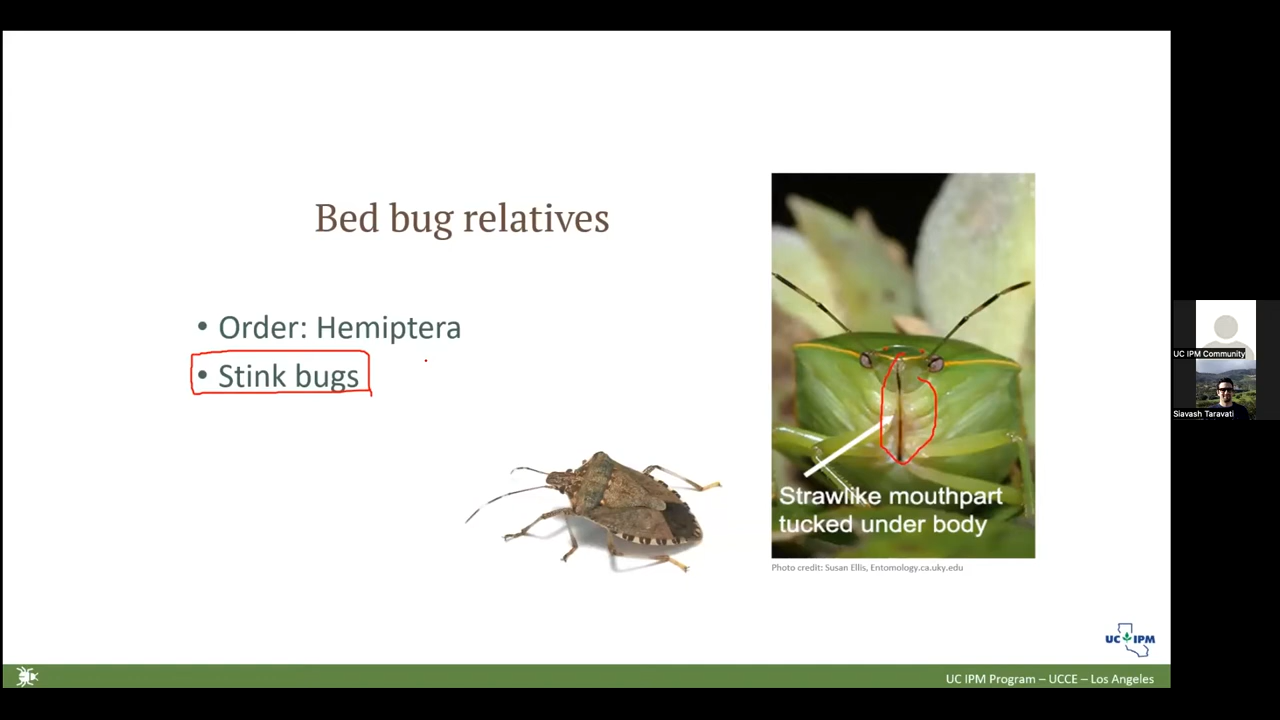 Bed bug relatives
• Order: Hemiptera
• Stink bugs
Strawlike mouthpart
tucked under body
Photo credit: Susan Ellis, Entomology.ca.uky.edu
UC IPM
UC IPM Program – UCCE – Los Angeles
UC IPM Community
Siavash Taravati